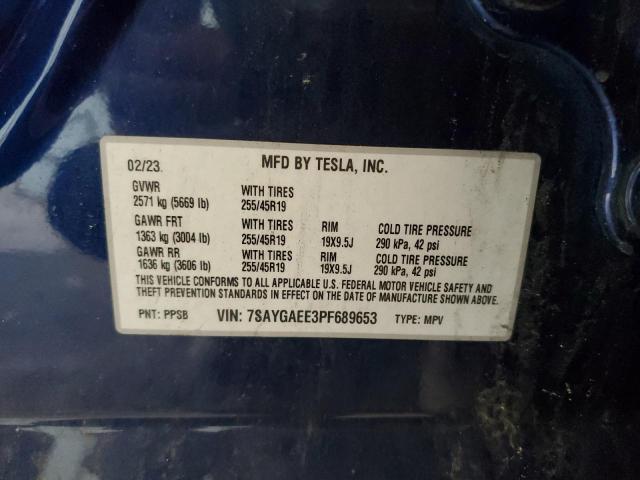 02/23 MFD BY TESLA, INC.
GVWR WITH TIRES
2571 kg (5669 lb) 255/45R19
GAWR FRT WITH TIRES RIM COLD TIRE PRESSURE
1363 kg (3004 lb) 255/45R19 19X9.5J 290 kPa, 42 psi
GAWR RR WITH TIRES RIM COLD TIRE PRESSURE
1636 kg (3606 lb) 255/45R19 19X9.5J 290 kPa, 42 psi
THIS VEHICLE CONFORMS TO ALL APPLICABLE U.S. FEDERAL MOTOR VEHICLE SAFETY AND
THEFT PREVENTION STANDARDS IN EFFECT ON THE DATE OF MANUFACTURE SHOWN ABOVE.
PNT: PPSB VIN: 7SAYGAEE3PF689653 TYPE: MPV